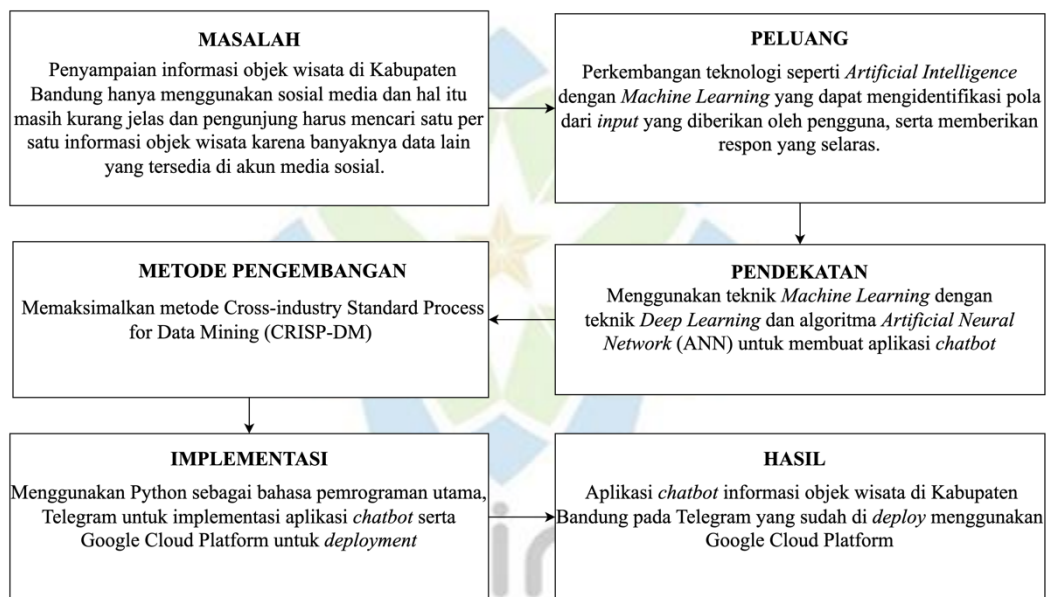 MASALAH
Penyampaian informasi objek wisata di Kabupaten
Bandung hanya menggunakan sosial media dan hal itu
masih kurang jelas dan pengunjung harus mencari satu per
satu informasi objek wisata karena banyaknya data lain
yang tersedia di akun media sosial.
PELUANG
Perkembangan teknologi seperti Artificial Intelligence
dengan Machine Learning yang dapat mengidentifikasi pola
dari input yang diberikan oleh pengguna, serta memberikan
respon yang selaras.
PENDEKATAN
Menggunakan teknik Machine Learning dengan
teknik Deep Learning dan algoritma Artificial Neural
Network (ANN) untuk membuat aplikasi chatbot
METODE PENGEMBANGAN
Memaksimalkan metode Cross-industry Standard Process
for Data Mining (CRISP-DM)
IMPLEMENTASI
Menggunakan Python sebagai bahasa pemrograman utama,
Telegram untuk implementasi aplikasi chatbot serta
Google Cloud Platform untuk deployment
HASIL
Aplikasi chatbot informasi objek wisata di Kabupaten
Bandung pada Telegram yang sudah di deploy menggunakan
Google Cloud Platform